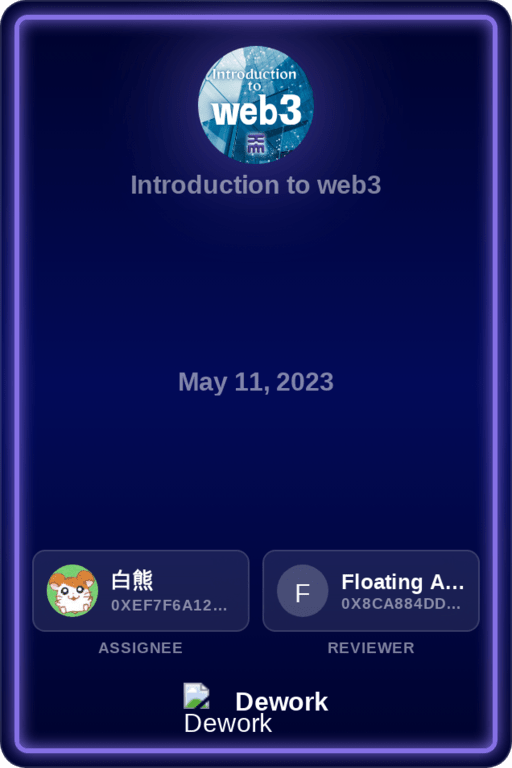 Introduction
to
web3
Introduction to web3
May 11, 2023
白熊
0XEF7F6A12...
ASSIGNEE
F
Floating A...
0X8CA884DD...
REVIEWER
Dework
Dework